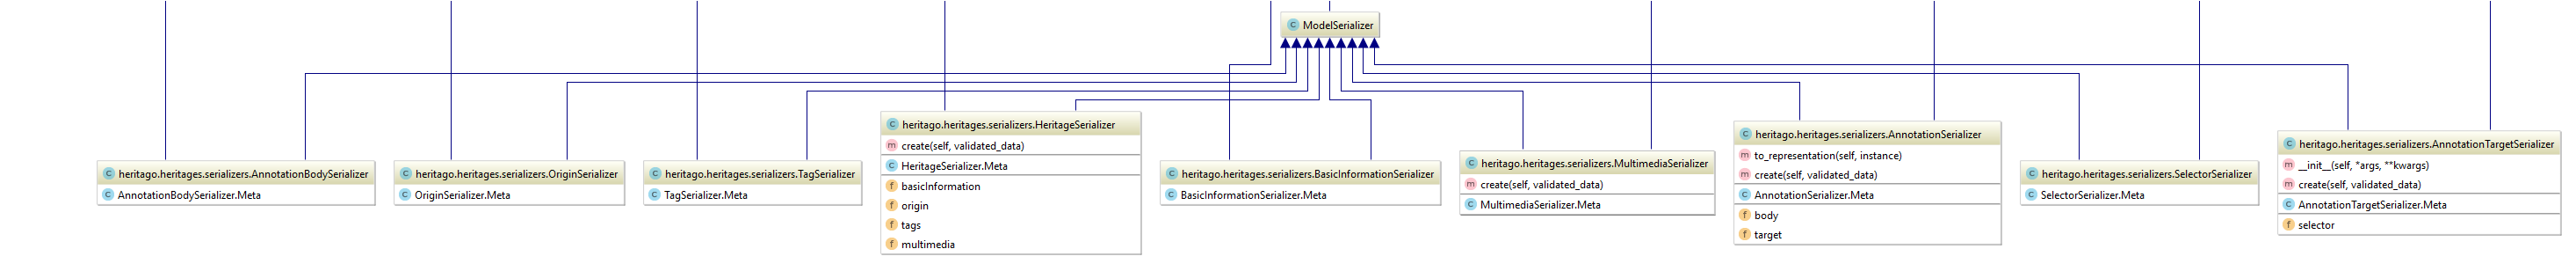 ModelSerializer
heritago.heritages.serializers.AnnotationBodySerializer
AnnotationBodySerializer.Meta
heritago.heritages.serializers.OriginSerializer
OriginSerializer.Meta
heritago.heritages.serializers.TagSerializer
TagSerializer.Meta
heritago.heritages.serializers.HeritageSerializer
create(self, validated_data)
HeritageSerializer.Meta
basicInformation
origin
tags
multimedia
heritago.heritages.serializers.BasicInformationSerializer
BasicInformationSerializer.Meta
heritago.heritages.serializers.MultimediaSerializer
create(self, validated_data)
MultimediaSerializer.Meta
heritago.heritages.serializers.AnnotationSerializer
to_representation(self, instance)
create(self, validated_data)
AnnotationSerializer.Meta
body
target
heritago.heritages.serializers.SelectorSerializer
SelectorSerializer.Meta
heritago.heritages.serializers.AnnotationTargetSerializer
__init__(self, *args, **kwargs)
create(self, validated_data)
AnnotationTargetSerializer.Meta
selector